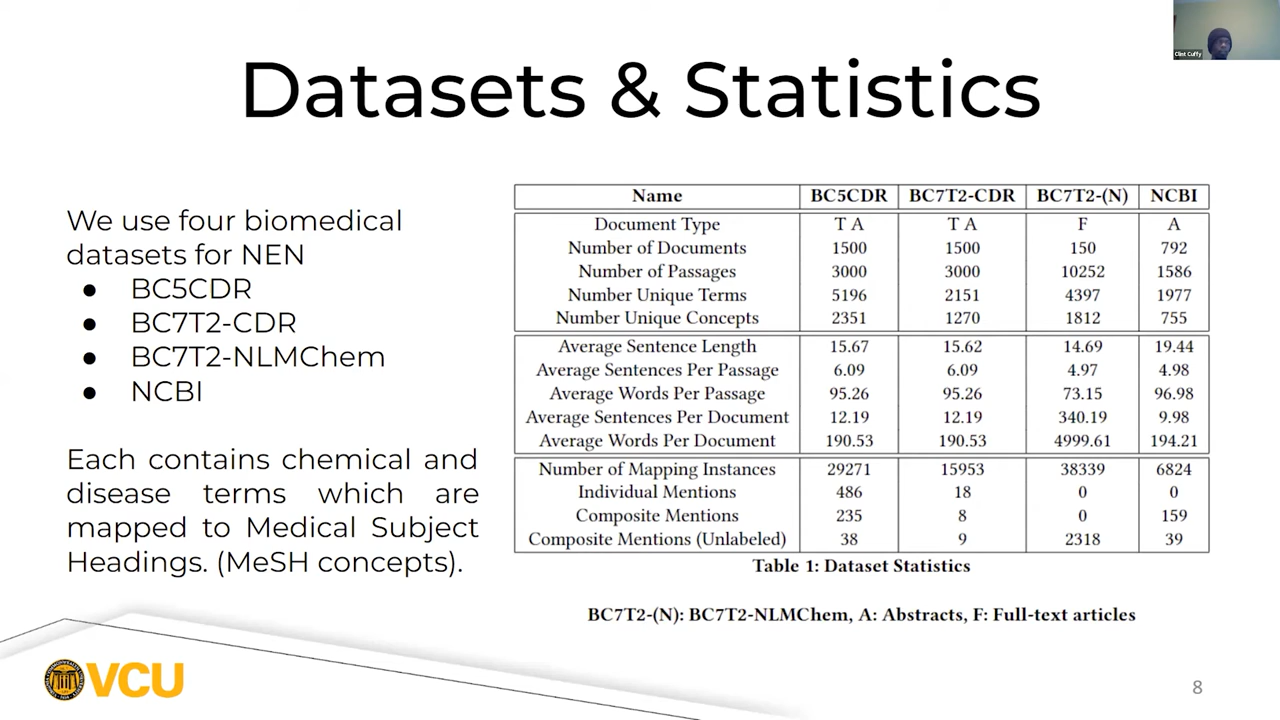 Clint Cuffy
Datasets & Statistics
We use four biomedical
datasets for NEN
● BC5CDR
● BC7T2-CDR
● BC7T2-NLMChem
● NCBI
Each contains chemical and
disease terms which are
mapped to Medical Subject
Headings. (MeSH concepts).
Name BC5CDR BC7T2-CDR BC7T2-(N) NCBI
Document Type T A T A F A
Number of Documents 1500 1500 150 792
Number of Passages 3000 3000 10252 1586
Number Unique Terms 5196 2151 4397 1977
Number Unique Concepts 2351 1270 1812 755
Average Sentence Length 15.67 15.62 14.69 19.44
Average Sentences Per Passage 6.09 6.09 4.97 4.98
Average Words Per Passage 95.26 95.26 73.15 96.98
Average Sentences Per Document 12.19 12.19 340.19 9.98
Average Words Per Document 190.53 190.53 4999.61 194.21
Number of Mapping Instances 29271 15953 38339 6824
Individual Mentions 486 18 0 0
Composite Mentions 235 8 0 159
Composite Mentions (Unlabeled) 38 9 2318 39
Table 1: Dataset Statistics
BC7T2-(N): BC7T2-NLMChem, A: Abstracts, F: Full-text articles
VCU
8